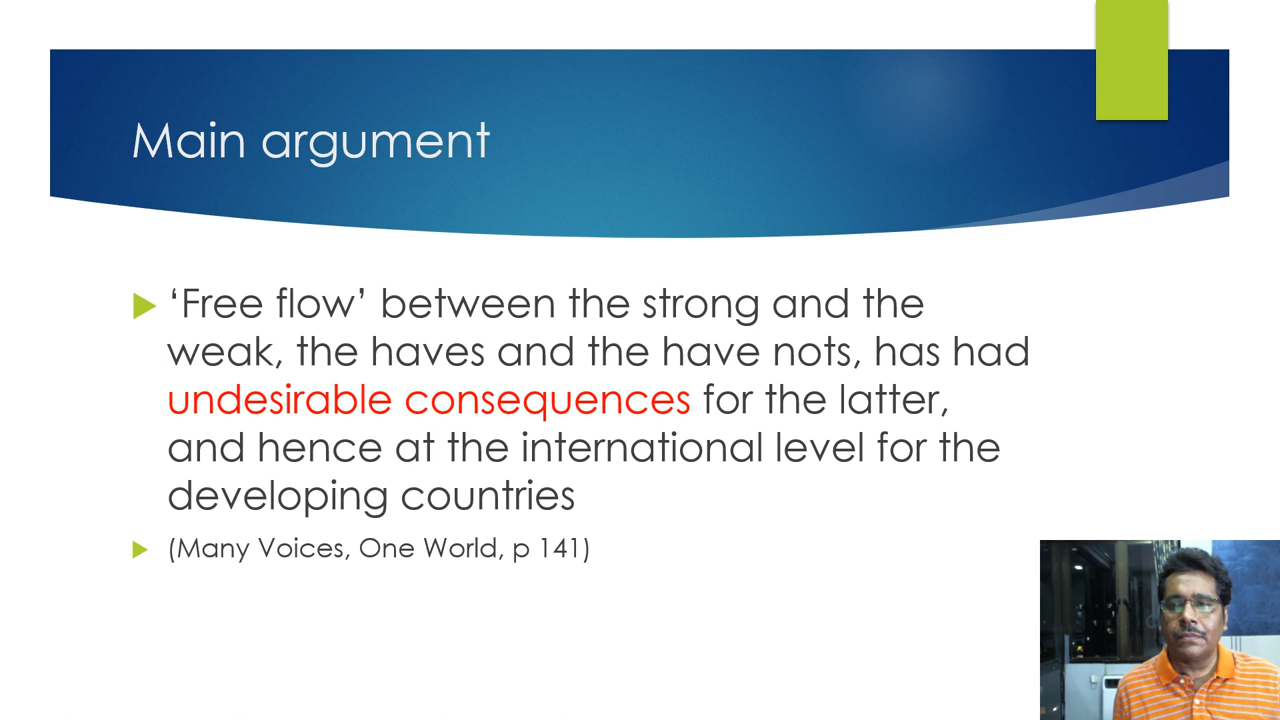 Main argument
‘Free flow’ between the strong and the
weak, the haves and the have nots, has had
undesirable consequences for the latter,
and hence at the international level for the
developing countries
(Many Voices, One World, p 141)